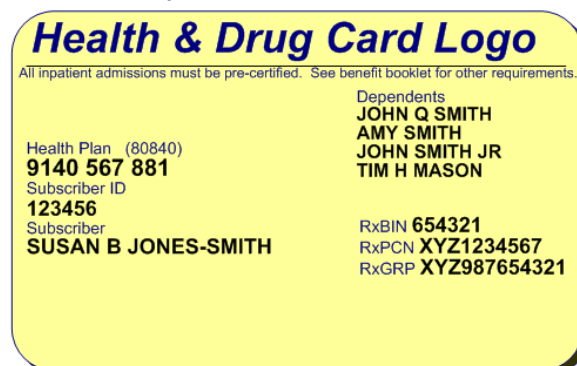 Health & Drug Card Logo
All inpatient admissions must be pre-certified. See benefit booklet for other requirements.
Health Plan (80840)
9140 567 881
Subscriber ID
123456
Subscriber
SUSAN B JONES-SMITH
Dependents
JOHN Q SMITH
AMY SMITH
JOHN SMITH JR
TIM H MASON
RxBIN 654321
RxPCN XYZ1234567
RxGRP XYZ987654321